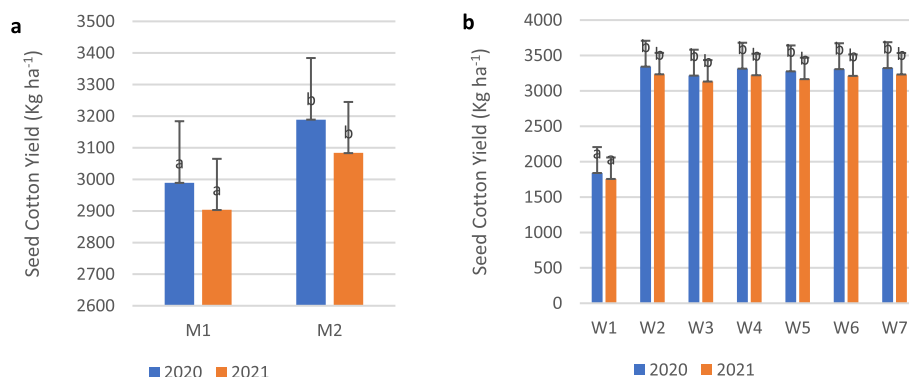 a
Seed Cotton Yield (Kg ha-1)
3500
3400
3300
3200
3100
3000
2900
2800
2700
2600
a
a
b
b
M1 M2
2020 2021
b
Seed Cotton Yield (Kg ha-1)
4000
3500
3000
2500
2000
1500
1000
500
0
a a b b b b b b b b b b b b
W1 W2 W3 W4 W5 W6 W7
2020 2021